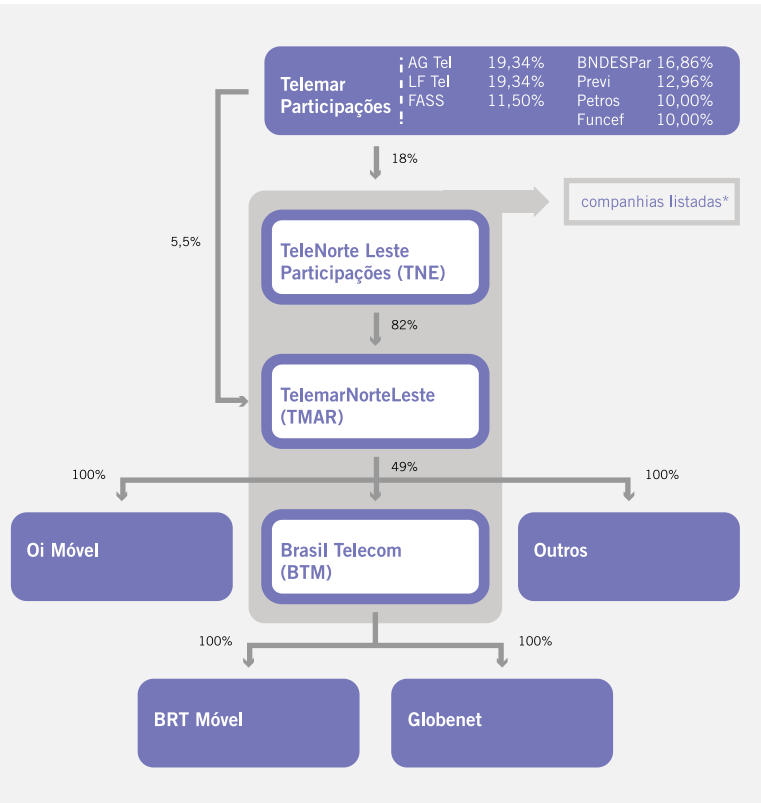 Telemar
Participações
AG Tel 19,34%
LF Tel 19,34%
FASS 11,50%
BNDESPar 16,86%
Previ 12,96%
Petros 10,00%
Funcef 10,00%
18%
companhias listadas*
5,5%
TeleNorte Leste
Participações (TNE)
82%
TelemarNorteLeste
(TMAR)
49%
100%
100%
Oi Móvel
Brasil Telecom
(BTM)
Outros
100%
100%
BRT Móvel
Globenet